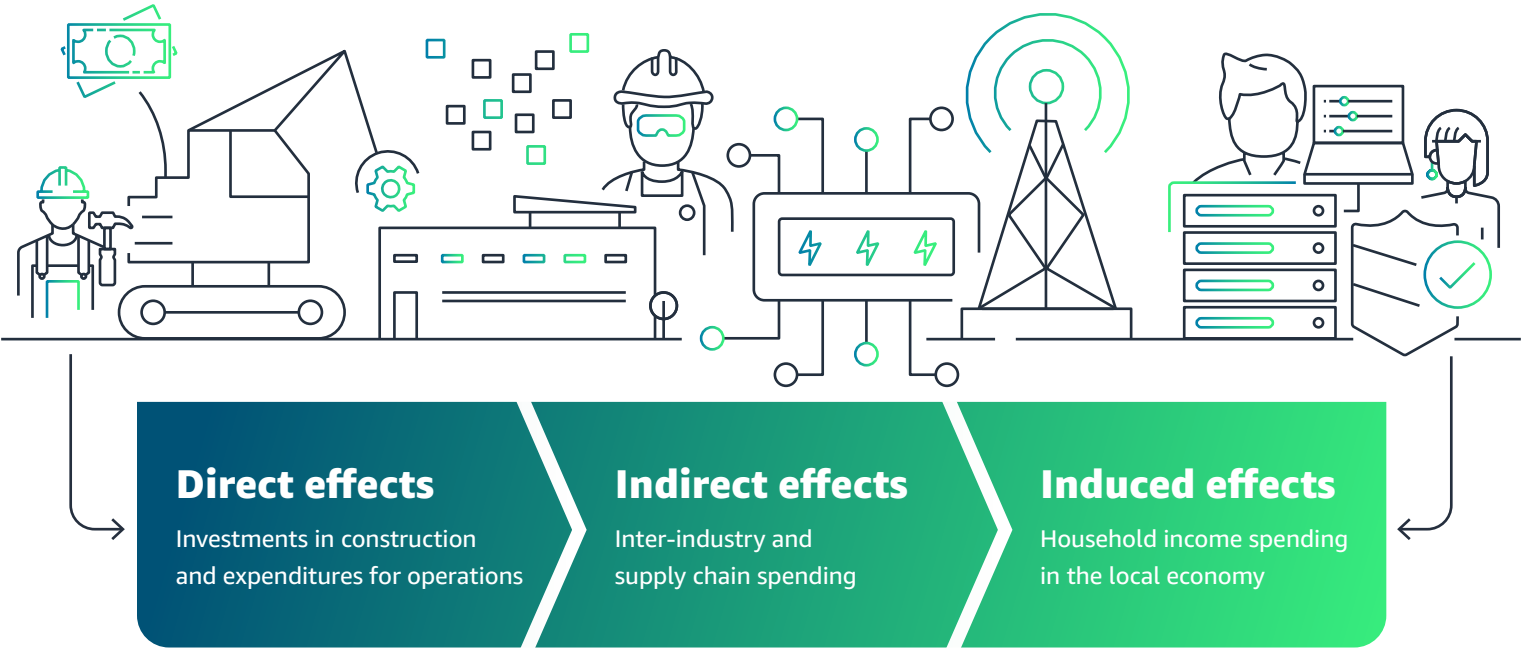 Direct effects
Investments in construction
and expenditures for operations
Indirect effects
Inter-industry and
supply chain spending
Induced effects
Household income spending
in the local economy